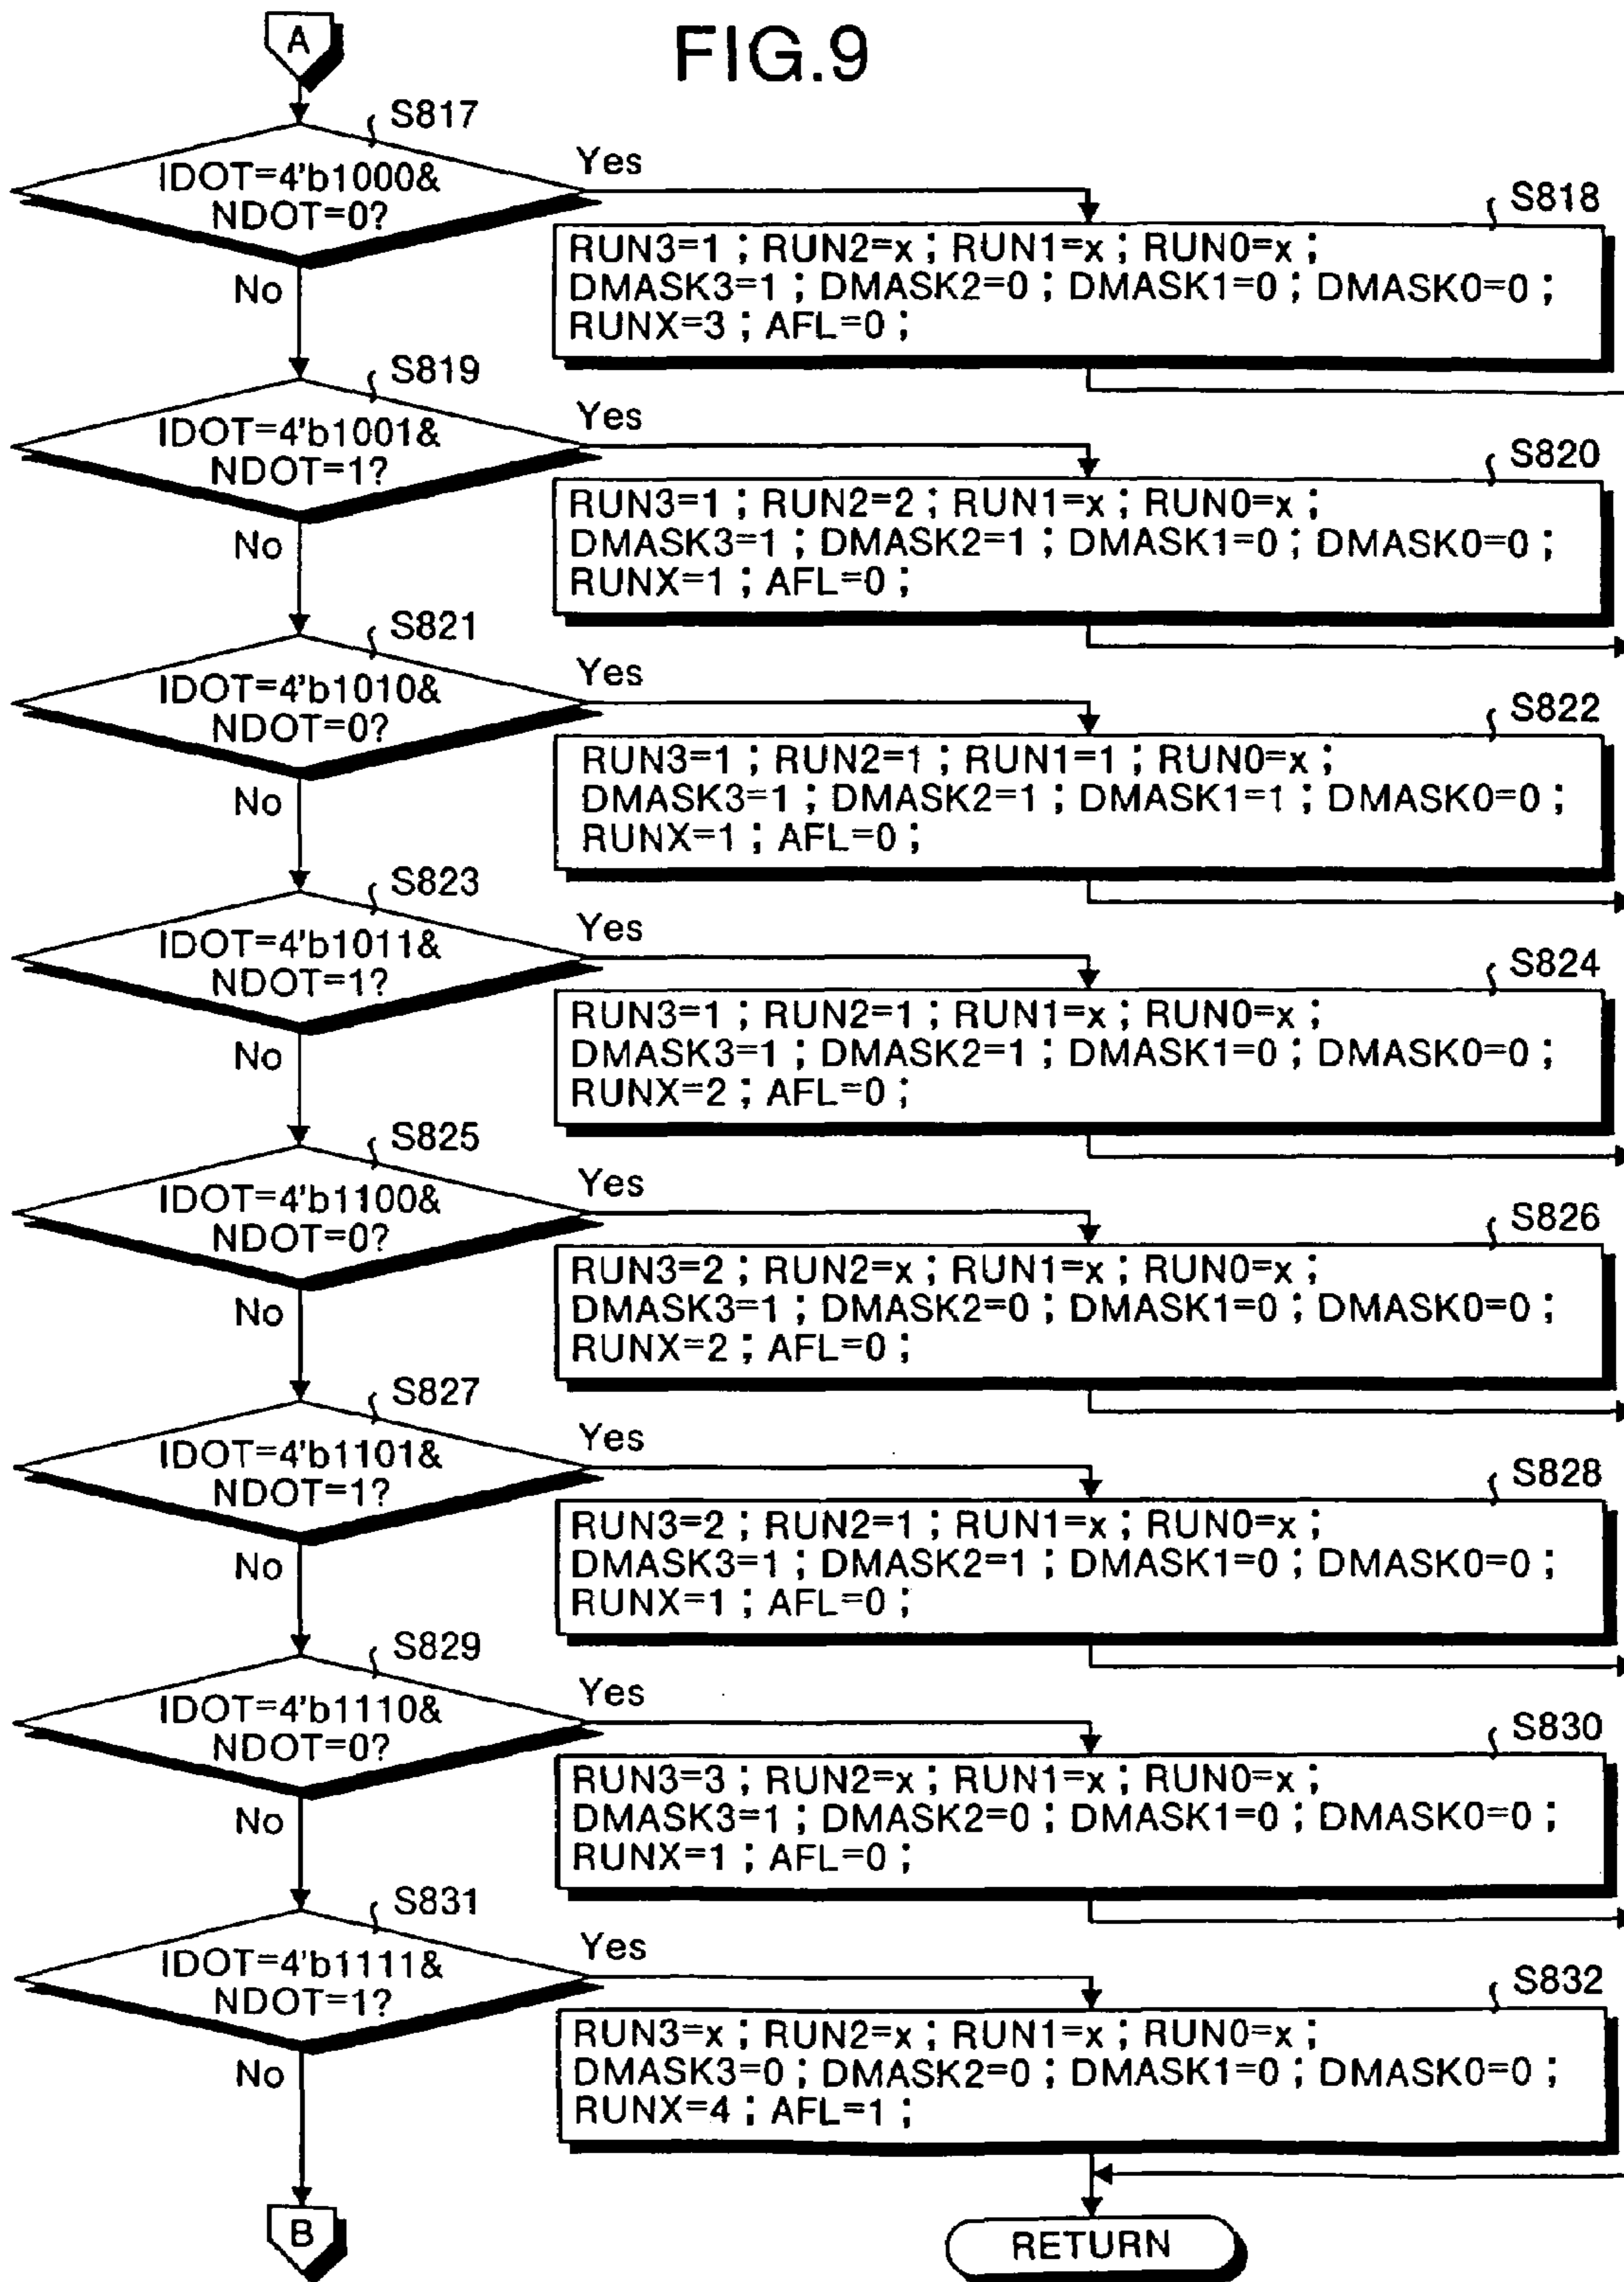 FIG.9
A
S817
IDOT=4'b1000&
NDOT=0?
Yes
No
S818
RUN3=1 ; RUN2=x ; RUN1=x ; RUN0=x ;
DMASK3=1 ; DMASK2=0 ; DMASK1=0 ; DMASK0=0 ;
RUNX=3 ; AFL=0 ;
S819
IDOT=4'b1001&
NDOT=1?
Yes
No
S820
RUN3=1 ; RUN2=2 ; RUN1=x ; RUN0=x ;
DMASK3=1 ; DMASK2=1 ; DMASK1=0 ; DMASK0=0 ;
RUNX=1 ; AFL=0 ;
S821
IDOT=4'b1010&
NDOT=0?
Yes
No
S822
RUN3=1 ; RUN2=1 ; RUN1=1 ; RUN0=x ;
DMASK3=1 ; DMASK2=1 ; DMASK1=1 ; DMASK0=0 ;
RUNX=1 ; AFL=0 ;
S823
IDOT=4'b1011&
NDOT=1?
Yes
No
S824
RUN3=1 ; RUN2=1 ; RUN1=x ; RUN0=x ;
DMASK3=1 ; DMASK2=1 ; DMASK1=0 ; DMASK0=0 ;
RUNX=2 ; AFL=0 ;
S825
IDOT=4'b1100&
NDOT=0?
Yes
No
S826
RUN3=2 ; RUN2=x ; RUN1=x ; RUN0=x ;
DMASK3=1 ; DMASK2=0 ; DMASK1=0 ; DMASK0=0 ;
RUNX=2 ; AFL=0 ;
S827
IDOT=4'b1101&
NDOT=1?
Yes
No
S828
RUN3=2 ; RUN2=1 ; RUN1=x ; RUN0=x ;
DMASK3=1 ; DMASK2=1 ; DMASK1=0 ; DMASK0=0 ;
RUNX=1 ; AFL=0 ;
S829
IDOT=4'b1110&
NDOT=0?
Yes
No
S830
RUN3=3 ; RUN2=x ; RUN1=x ; RUN0=x ;
DMASK3=1 ; DMASK2=0 ; DMASK1=0 ; DMASK0=0 ;
RUNX=1 ; AFL=0 ;
S831
IDOT=4'b1111&
NDOT=1?
Yes
No
S832
RUN3=x ; RUN2=x ; RUN1=x ; RUN0=x ;
DMASK3=0 ; DMASK2=0 ; DMASK1=0 ; DMASK0=0 ;
RUNX=4 ; AFL=1 ;
B
RETURN